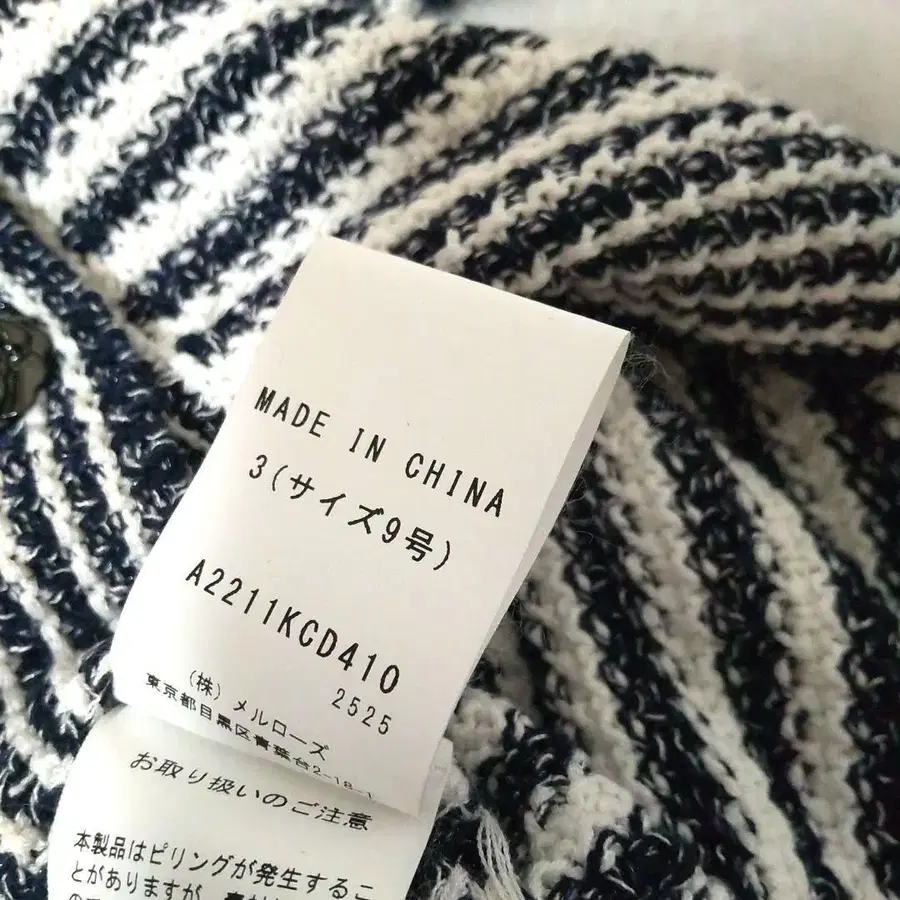 MADE IN CHINA
3(サイズ9号)
A2211KCD410
2525
(株)メルローズ
東京都目黒区青葉台2-18-
お取り扱いのご注意
本製品はピリングが発生するこ
とがありますが、